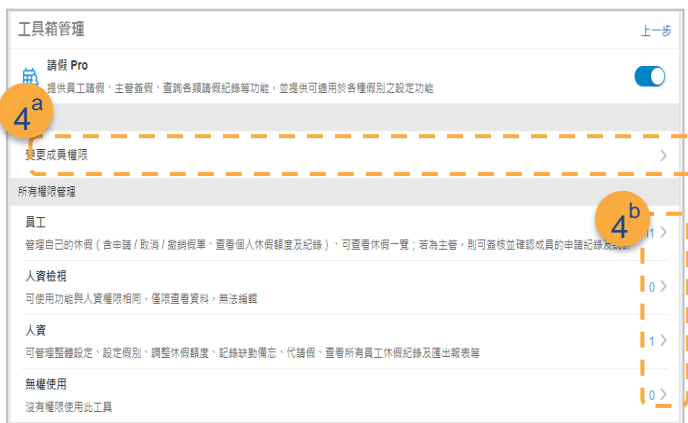 工具箱管理
上一步
請假 Pro
提供員工請假、主管簽假、查詢各類請假紀錄等功能，並提供可適用於各種假別之設定功能
4a
變更成員權限
所有權限管理
4b
員工
管理自己的休假（含申請 / 取消 / 撤銷假單、查看個人休假額度及紀錄）、可查看休假一覽；若為主管，則可簽核並確認成員的申請紀錄及統計
11
人資檢視
可使用功能與人資權限相同，僅限查看資料，無法編輯
0
人資
可管理整體設定、設定假別、調整休假額度、記錄缺勤備忘、代請假、查看所有員工休假紀錄及匯出報表等
1
無權使用
沒有權限使用此工具
0